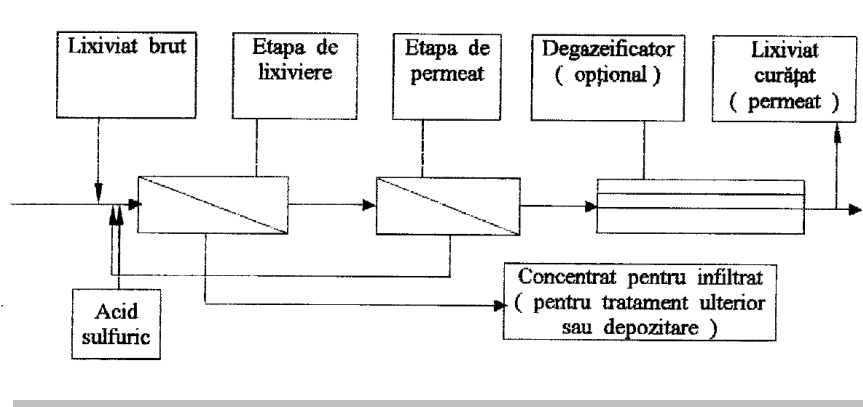 Lixiviat brut
Etapa de
lixiviere
Etapa de
permeat
Degazeificator
( opțional )
Lixiviat
curățat
( permeat )
Acid
sulfuric
Concentrat pentru infiltrat
( pentru tratament ulterior
sau depozitare )